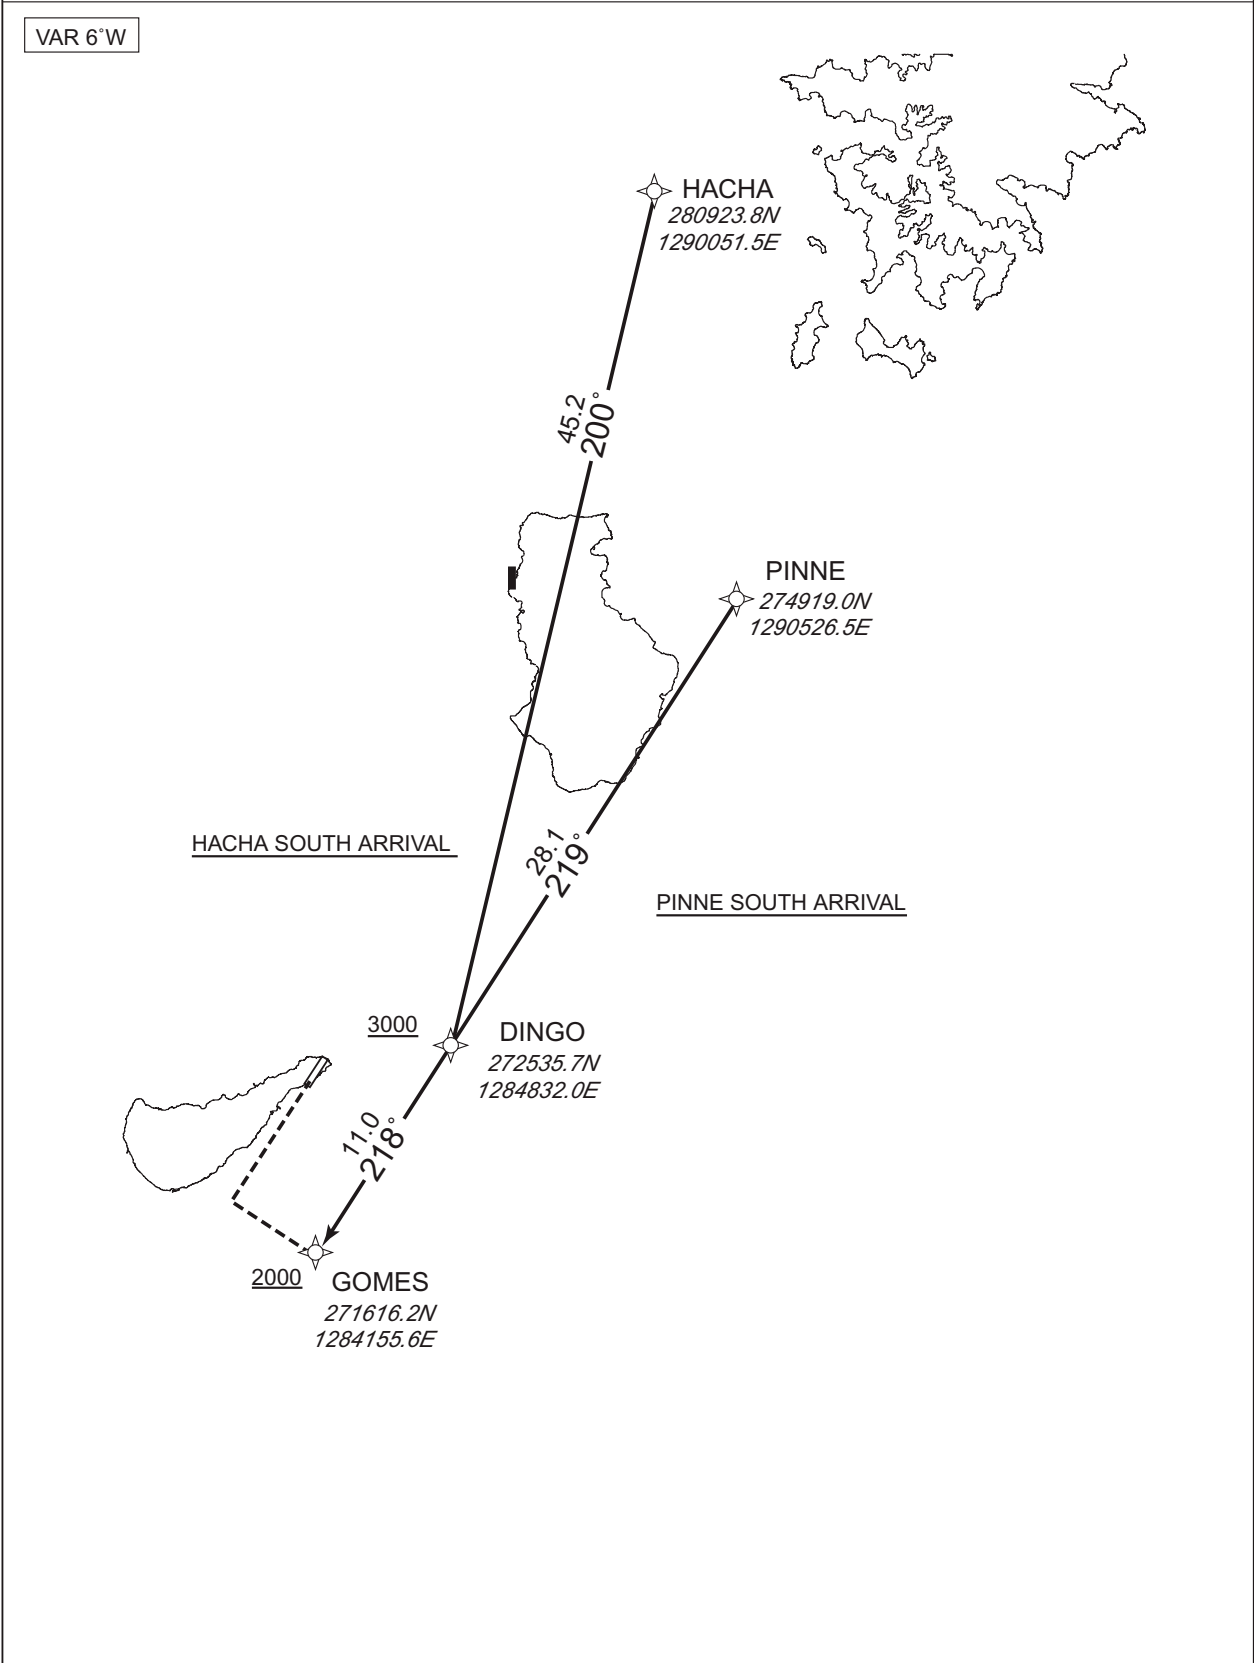 VAR 6°W
HACHA
280923.8N
1290051.5E
45.2
200°
PINNE
274919.0N
1290526.5E
HACHA SOUTH ARRIVAL
28.1
219°
PINNE SOUTH ARRIVAL
3000
DINGO
272535.7N
1284832.0E
11.0
218°
2000
GOMES
271616.2N
1284155.6E